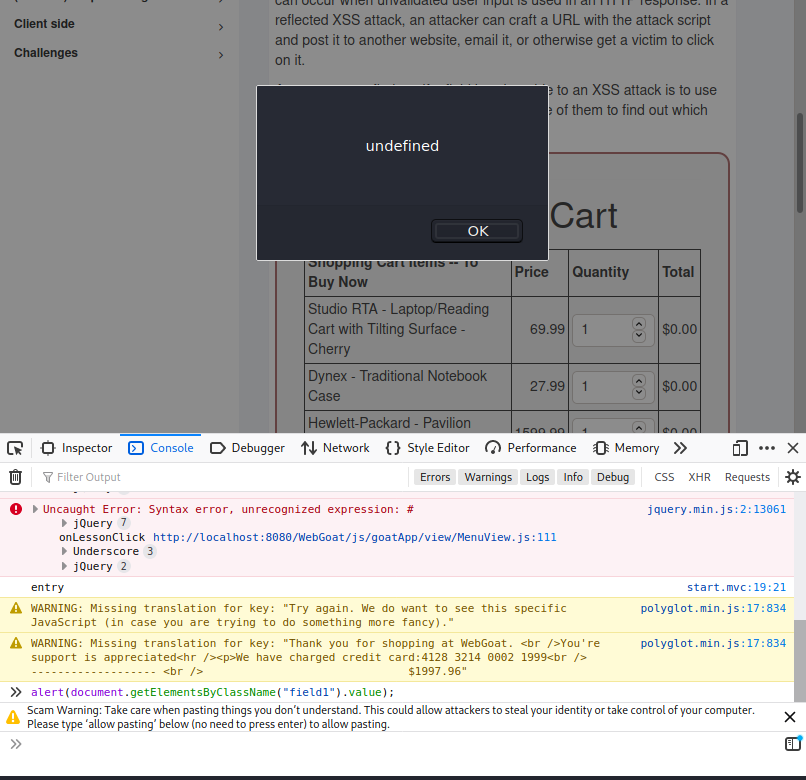 Client side
Challenges
can occur when unvalidated user input is used in an HTTP response. In a
reflected XSS attack, an attacker can craft a URL with the attack script
and post it to another website, email it, or otherwise get a victim to click
on it.
to an XSS attack is to use
of them to find out which
undefined
OK
Cart
Shopping Cart Items -- To Buy Now Price Quantity Total
Studio RTA - Laptop/Reading
Cart with Tilting Surface -
Cherry
69.99 1 $0.00
Dynex - Traditional Notebook
Case
27.99 1 $0.00
Hewlett-Packard - Pavilion
1599.99 1 $0.00
Inspector Console Debugger Network Style Editor Performance Memory
Filter Output Errors Warnings Logs Info Debug CSS XHR Requests
Uncaught Error: Syntax error, unrecognized expression: # jquery.min.js:2:13061
jQuery 7
onLessonClick http://localhost:8080/WebGoat/js/goatApp/view/MenuView.js:111
Underscore 3
jQuery 2
entry start.mvc:19:21
WARNING: Missing translation for key: "Try again. We do want to see this specific polyglot.min.js:17:834
JavaScript (in case you are trying to do something more fancy)."
WARNING: Missing translation for key: "Thank you for shopping at WebGoat. <br />You're polyglot.min.js:17:834
support is appreciated<hr /><p>We have charged credit card:4128 3214 0002 1999<br />
------------------- <br /> $1997.96"
alert(document.getElementsByClassName("field1").value);
Scam Warning: Take care when pasting things you don’t understand. This could allow attackers to steal your identity or take control of your computer.
Please type ‘allow pasting’ below (no need to press enter) to allow pasting.